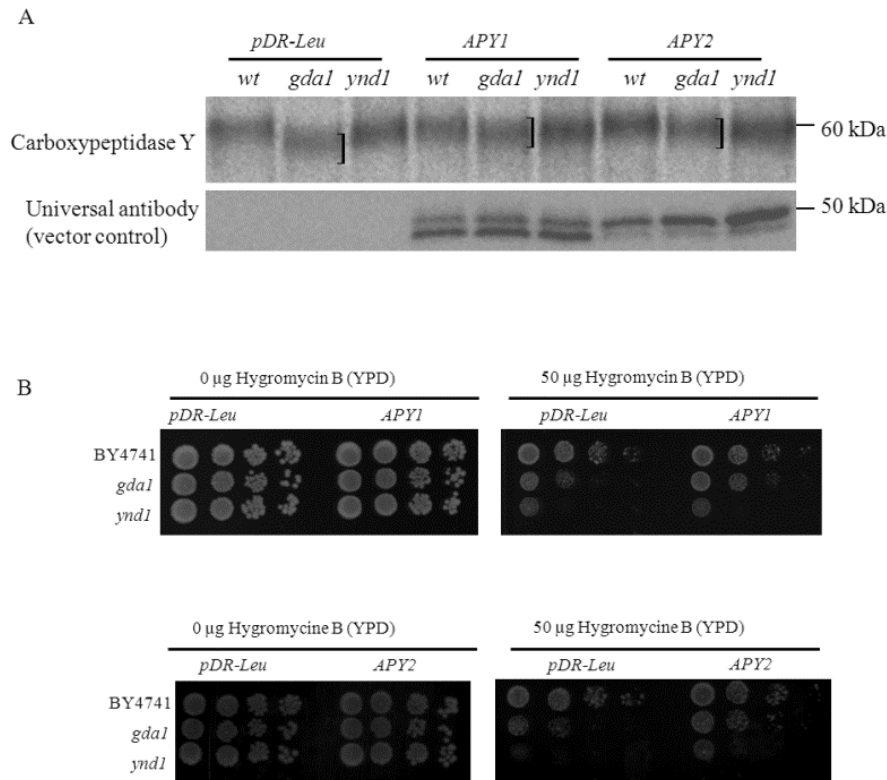 A
pDR-Leu APY1 APY2
wt gda1 ynd1 wt gda1 ynd1 wt gda1 ynd1
Carboxypeptidase Y
60 kDa
Universal antibody
(vector control)
50 kDa
B
0 µg Hygromycin B (YPD) 50 µg Hygromycin B (YPD)
pDR-Leu APY1 pDR-Leu APY1
BY4741
gda1
ynd1
0 µg Hygromycine B (YPD) 50 µg Hygromycine B (YPD)
pDR-Leu APY2 pDR-Leu APY2
BY4741
gda1
ynd1